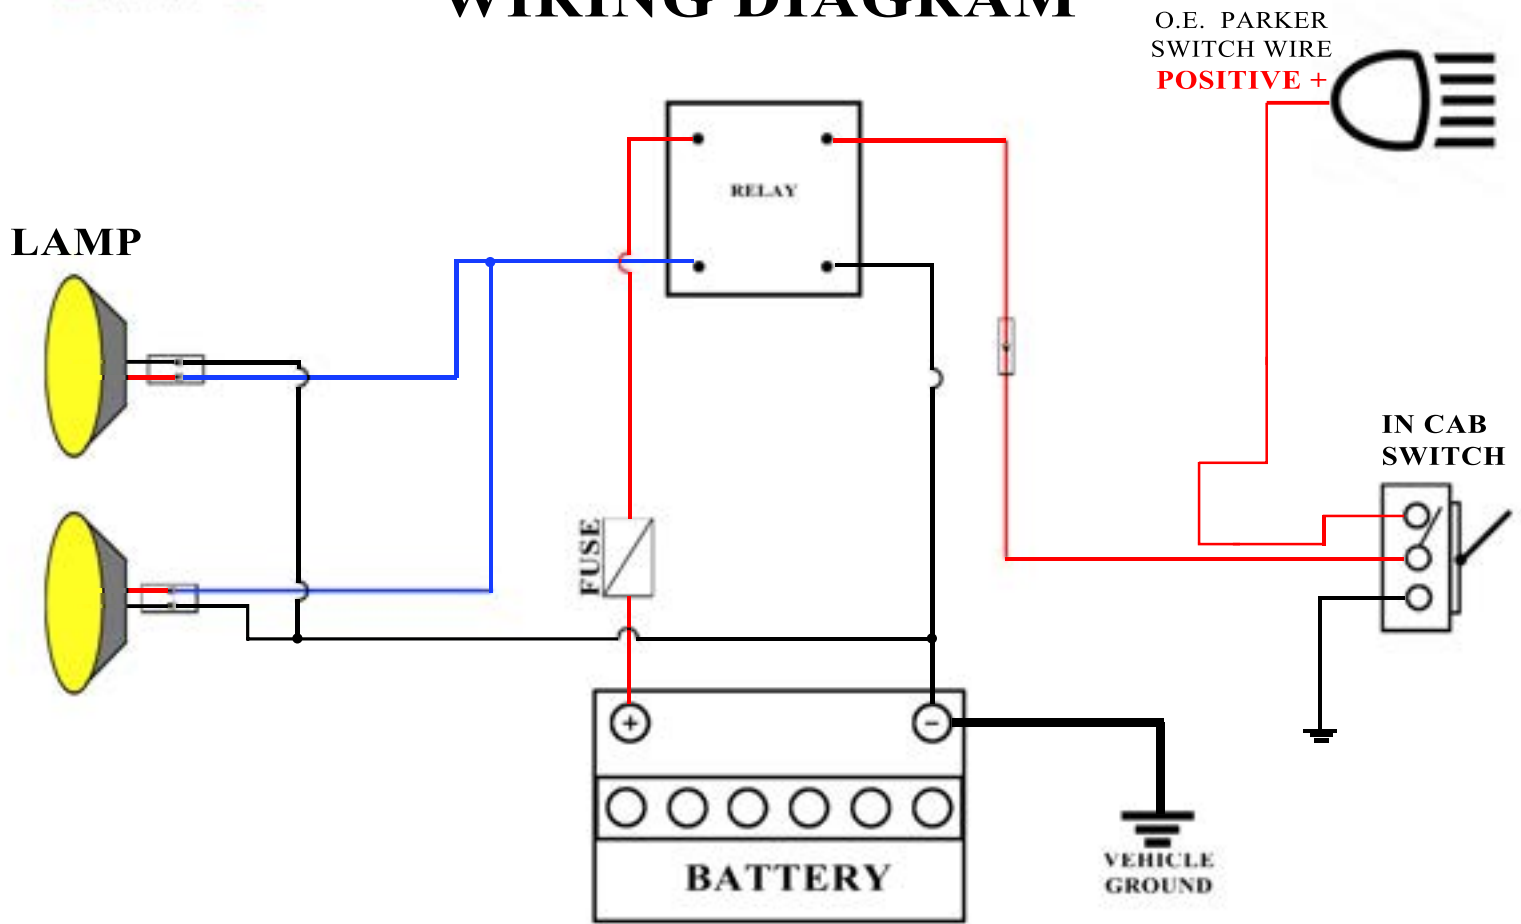 WIRING DIAGRAM
O.E. PARKER
SWITCH WIRE
POSITIVE +
RELAY
LAMP
IN CAB
SWITCH
FUSE
+
−
BATTERY
VEHICLE
GROUND